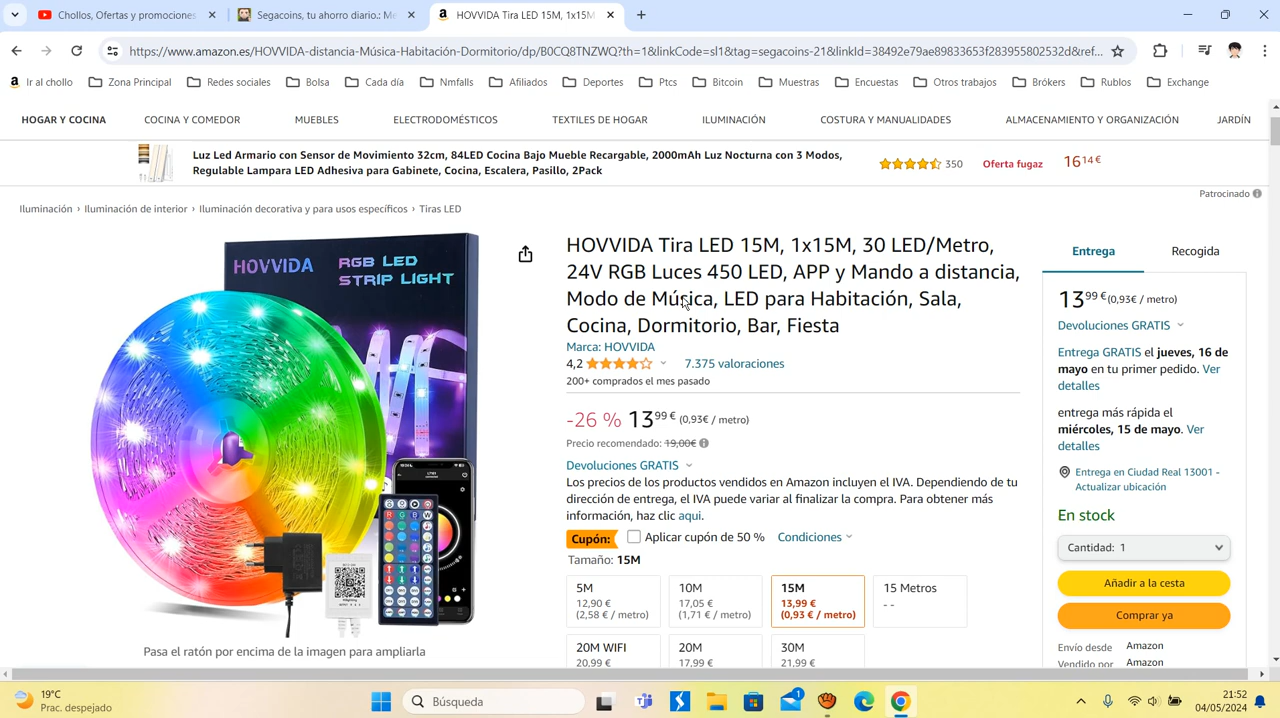 Chollos, Ofertas y promociones
Segacoins, tu ahorro diario.: Me
HOVVIDA Tira LED 15M, 1x15M
https://www.amazon.es/HOVVIDA-distancia-Música-Habitación-Dormitorio/dp/B0CQ8TNZWQ?th=1&linkCode=sl1&tag=segacoins-21&linkId=38492e79ae89833653f283955802532d&ref...
Ir al chollo Zona Principal Redes sociales Bolsa Cada día Nmfalls Afiliados Deportes Ptcs Bitcoin Muestras Encuestas Otros trabajos Brókers Rublos Exchange
HOGAR Y COCINA COCINA Y COMEDOR MUEBLES ELECTRODOMÉSTICOS TEXTILES DE HOGAR ILUMINACIÓN COSTURA Y MANUALIDADES ALMACENAMIENTO Y ORGANIZACIÓN JARDÍN
Luz Led Armario con Sensor de Movimiento 32cm, 84LED Cocina Bajo Mueble Recargable, 2000mAh Luz Nocturna con 3 Modos,
Regulable Lampara LED Adhesiva para Gabinete, Cocina, Escalera, Pasillo, 2Pack
350 Oferta fugaz 16 14 €
Patrocinado
Iluminación › Iluminación de interior › Iluminación decorativa y para usos específicos › Tiras LED
HOVVIDA RGB LED
STRIP LIGHT
Pasa el ratón por encima de la imagen para ampliarla
HOVVIDA Tira LED 15M, 1x15M, 30 LED/Metro,
24V RGB Luces 450 LED, APP y Mando a distancia,
Modo de Música, LED para Habitación, Sala,
Cocina, Dormitorio, Bar, Fiesta
Marca: HOVVIDA
4,2 7.375 valoraciones
200+ comprados el mes pasado
-26 % 13 99 € (0,93€ / metro)
Precio recomendado: 19,00€
Devoluciones GRATIS
Los precios de los productos vendidos en Amazon incluyen el IVA. Dependiendo de tu
dirección de entrega, el IVA puede variar al finalizar la compra. Para obtener más
información, haz clic aqui.
Cupón: Aplicar cupón de 50 % Condiciones
Tamaño: 15M
5M
12,90 €
(2,58 € / metro)
10M
17,05 €
(1,71 € / metro)
15M
13,99 €
(0,93 € / metro)
15 Metros
- -
20M WIFI
20,99 €
20M
17,99 €
30M
21,99 €
Entrega Recogida
13 99 € (0,93€ / metro)
Devoluciones GRATIS
Entrega GRATIS el jueves, 16 de
mayo en tu primer pedido. Ver
detalles
entrega más rápida el
miércoles, 15 de mayo. Ver
detalles
Entrega en Ciudad Real 13001 -
Actualizar ubicación
En stock
Cantidad: 1
Añadir a la cesta
Comprar ya
Envío desde Amazon
Vendido por Amazon
19°C
Prac. despejado
Búsqueda
1
21:52
04/05/2024